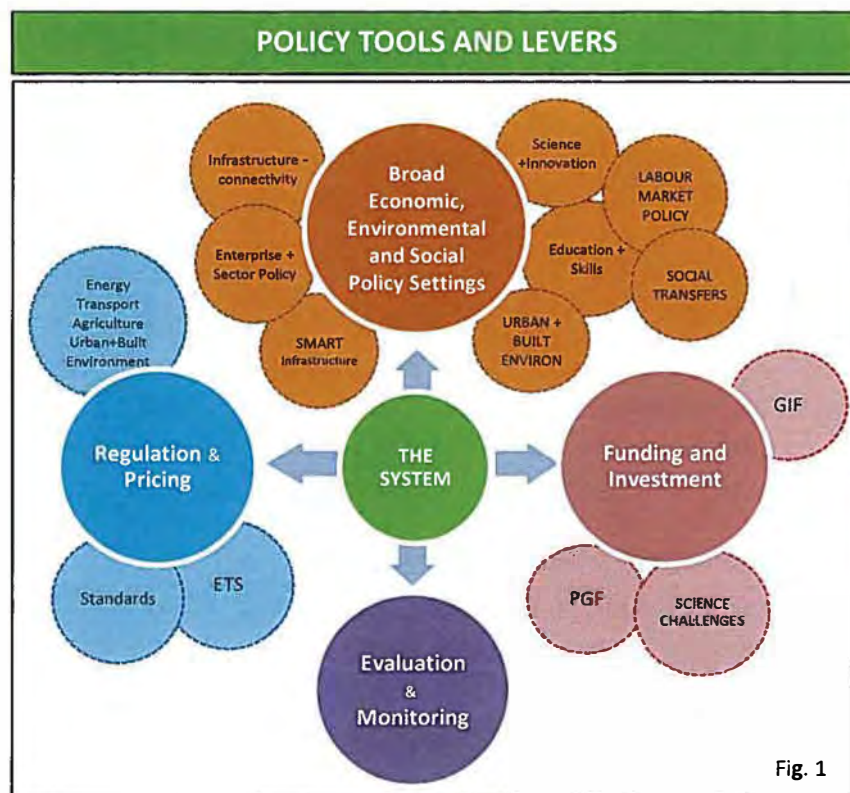 POLICY TOOLS AND LEVERS
Infrastructure -
connectivity
Enterprise +
Sector Policy
SMART
Infrastructure
Broad
Economic,
Environmental
and Social
Policy Settings
Science
+Innovation
LABOUR
MARKET
POLICY
Education +
Skills
SOCIAL
TRANSFERS
URBAN +
BUILT
ENVIRON
Energy
Transport
Agriculture
Urban+Built
Environment
Regulation &
Pricing
Standards
ETS
THE
SYSTEM
Funding and
Investment
GIF
PGF
SCIENCE
CHALLENGES
Evaluation
&
Monitoring
Fig. 1